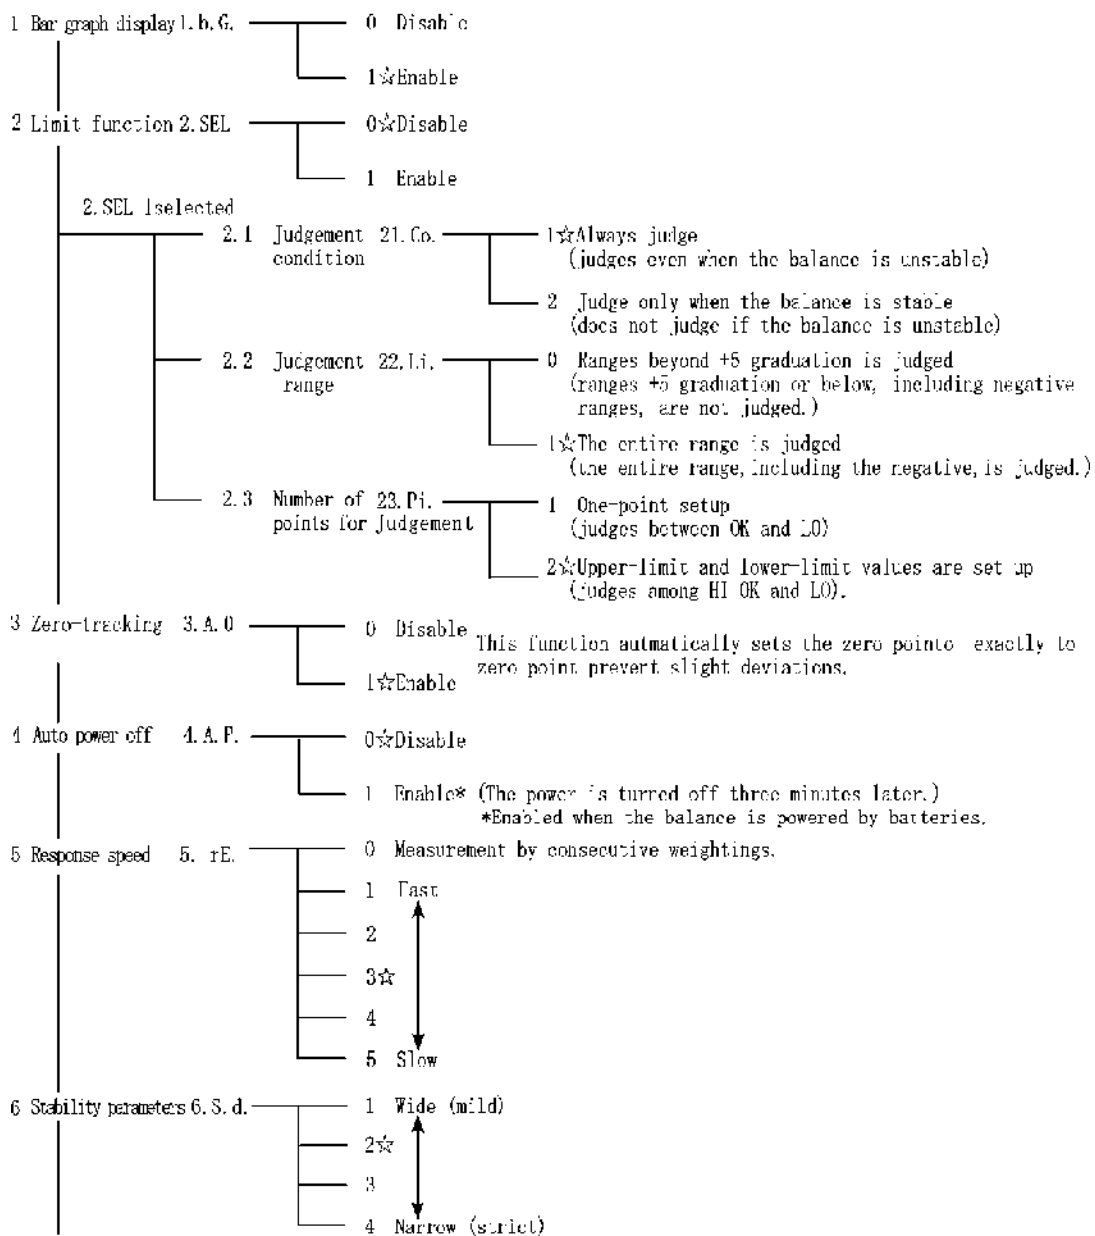 1 Bar graph display 1.b.G. 0 Disable
1☆Enable
2 Limit function 2.SEL 0☆Disable
1 Enable
2.SEL 1selected
2.1 Judgement 21.Co. 1☆Always judge
condition (judges even when the balance is unstable)
2 Judge only when the balance is stable
(does not judge if the balance is unstable)
2.2 Judgement 22.Li. 0 Ranges beyond +5 graduation is judged
range (ranges +5 graduation or below, including negative
ranges, are not judged.)
1☆The entire range is judged
(the entire range, including the negative, is judged.)
2.3 Number of 23.Pi. 1 One-point setup
points for Judgement (judges between OK and LO)
2☆Upper-limit and lower-limit values are set up
(judges among HI OK and LO).
3 Zero-tracking 3.A.0 0 Disable This function autmatically sets the zero pointo exactly to
zero point prevent slight deviations.
1☆Enable
4 Auto power off 4.A.P. 0☆Disable
1 Enable* (The power is turred off three minutes later.)
*Enabled when the balance is powered by batteries.
5 Response speed 5. rE. 0 Measurement by consecutive weightings.
1 Fast
2
3☆
4
5 Slow
6 Stability parameters 6.S.d. 1 Wide (mild)
2☆
3
4 Narrow (strict)